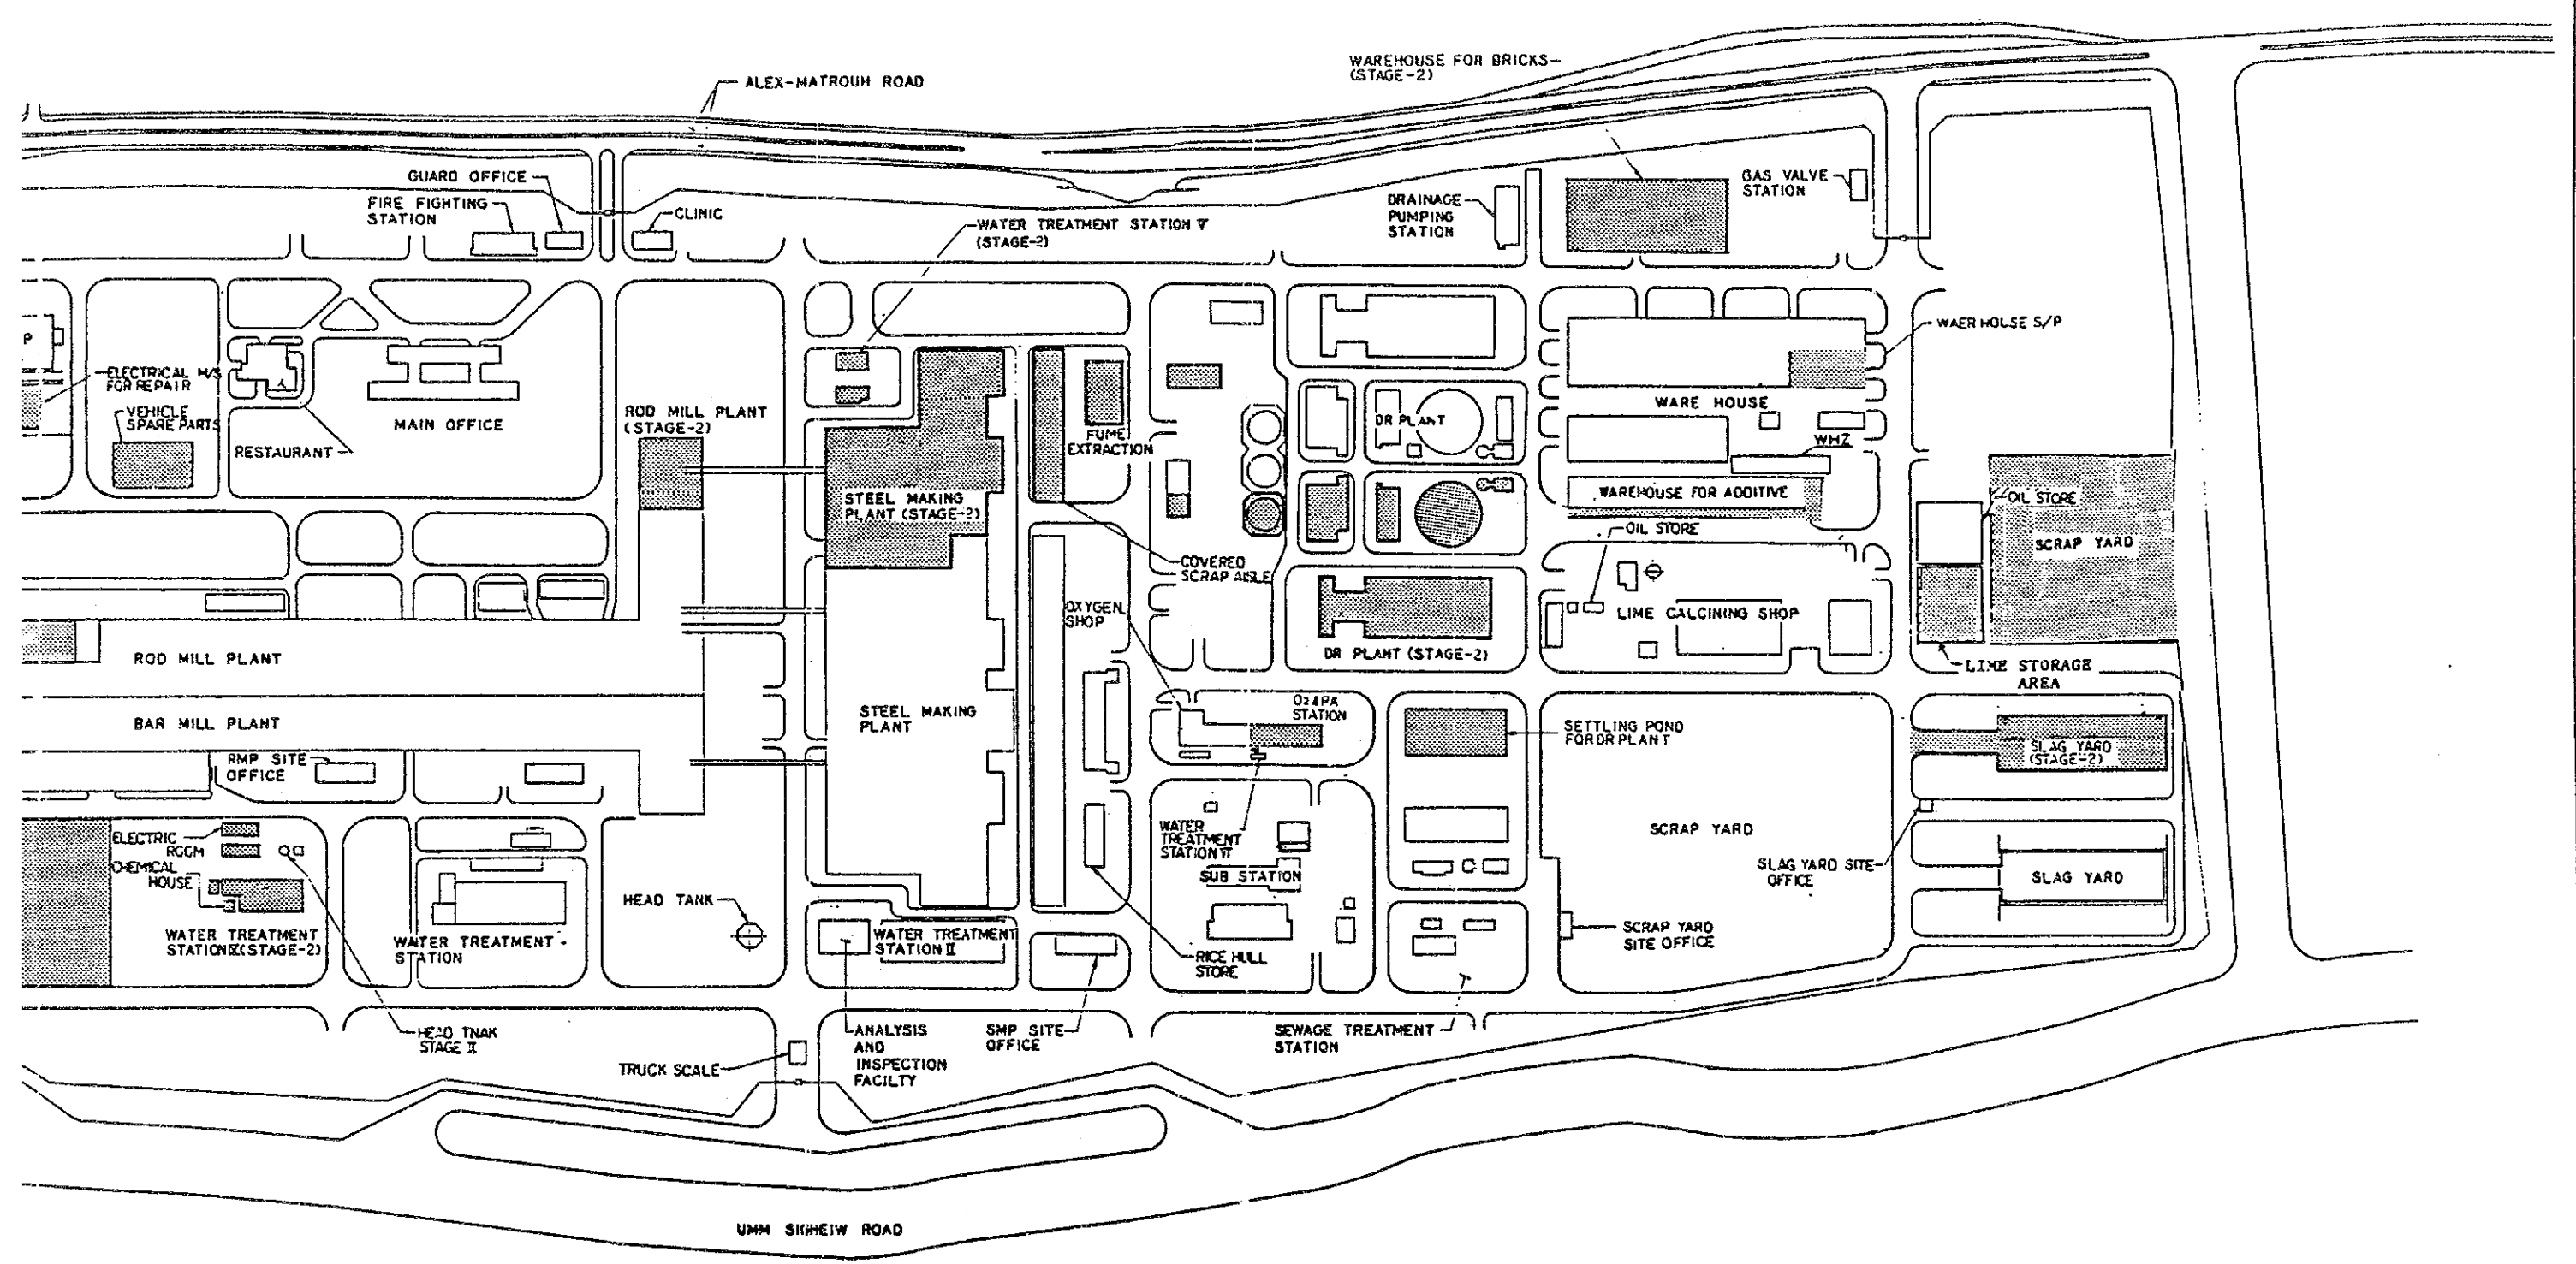 WAREHOUSE FOR BRICKS
(STAGE-2)
ALEX-MATROUH ROAD
GUARD OFFICE
FIRE FIGHTING
STATION
CLINIC
WATER TREATMENT STATION V
(STAGE-2)
DRAINAGE
PUMPING
STATION
GAS VALVE
STATION
WAER HOUSE S/P
P
ELECTRICAL M/S
FOR REPAIR
VEHICLE
SPARE PARTS
RESTAURANT
MAIN OFFICE
ROD MILL PLANT
(STAGE-2)
STEEL MAKING
PLANT (STAGE-2)
FUME
EXTRACTION
DR PLANT
WARE HOUSE
WHZ
WAREHOUSE FOR ADDITIVE
OIL STORE
OIL STORE
SCRAP YARD
COVERED
SCRAP AISLE
OXYGEN
SHOP
LIME CALCINING SHOP
DR PLANT (STAGE-2)
LIME STORAGE
AREA
ROD MILL PLANT
BAR MILL PLANT
STEEL MAKING
PLANT
O2&PA
STATION
SETTLING POND
FOR DR PLANT
SLAG YARD
(STAGE-2)
RMP SITE
OFFICE
ELECTRIC
ROOM
CHEMICAL
HOUSE
WATER
TREATMENT
STATION VI
SUB STATION
SCRAP YARD
SLAG YARD SITE
OFFICE
SLAG YARD
HEAD TANK
WATER TREATMENT
STATION IV (STAGE-2)
WATER TREATMENT
STATION
WATER TREATMENT
STATION II
RICE HULL
STORE
SCRAP YARD
SITE OFFICE
HEAD TNAK
STAGE II
TRUCK SCALE
ANALYSIS
AND
INSPECTION
FACILTY
SMP SITE
OFFICE
SEWAGE TREATMENT
STATION
UMM SIGHEIW ROAD